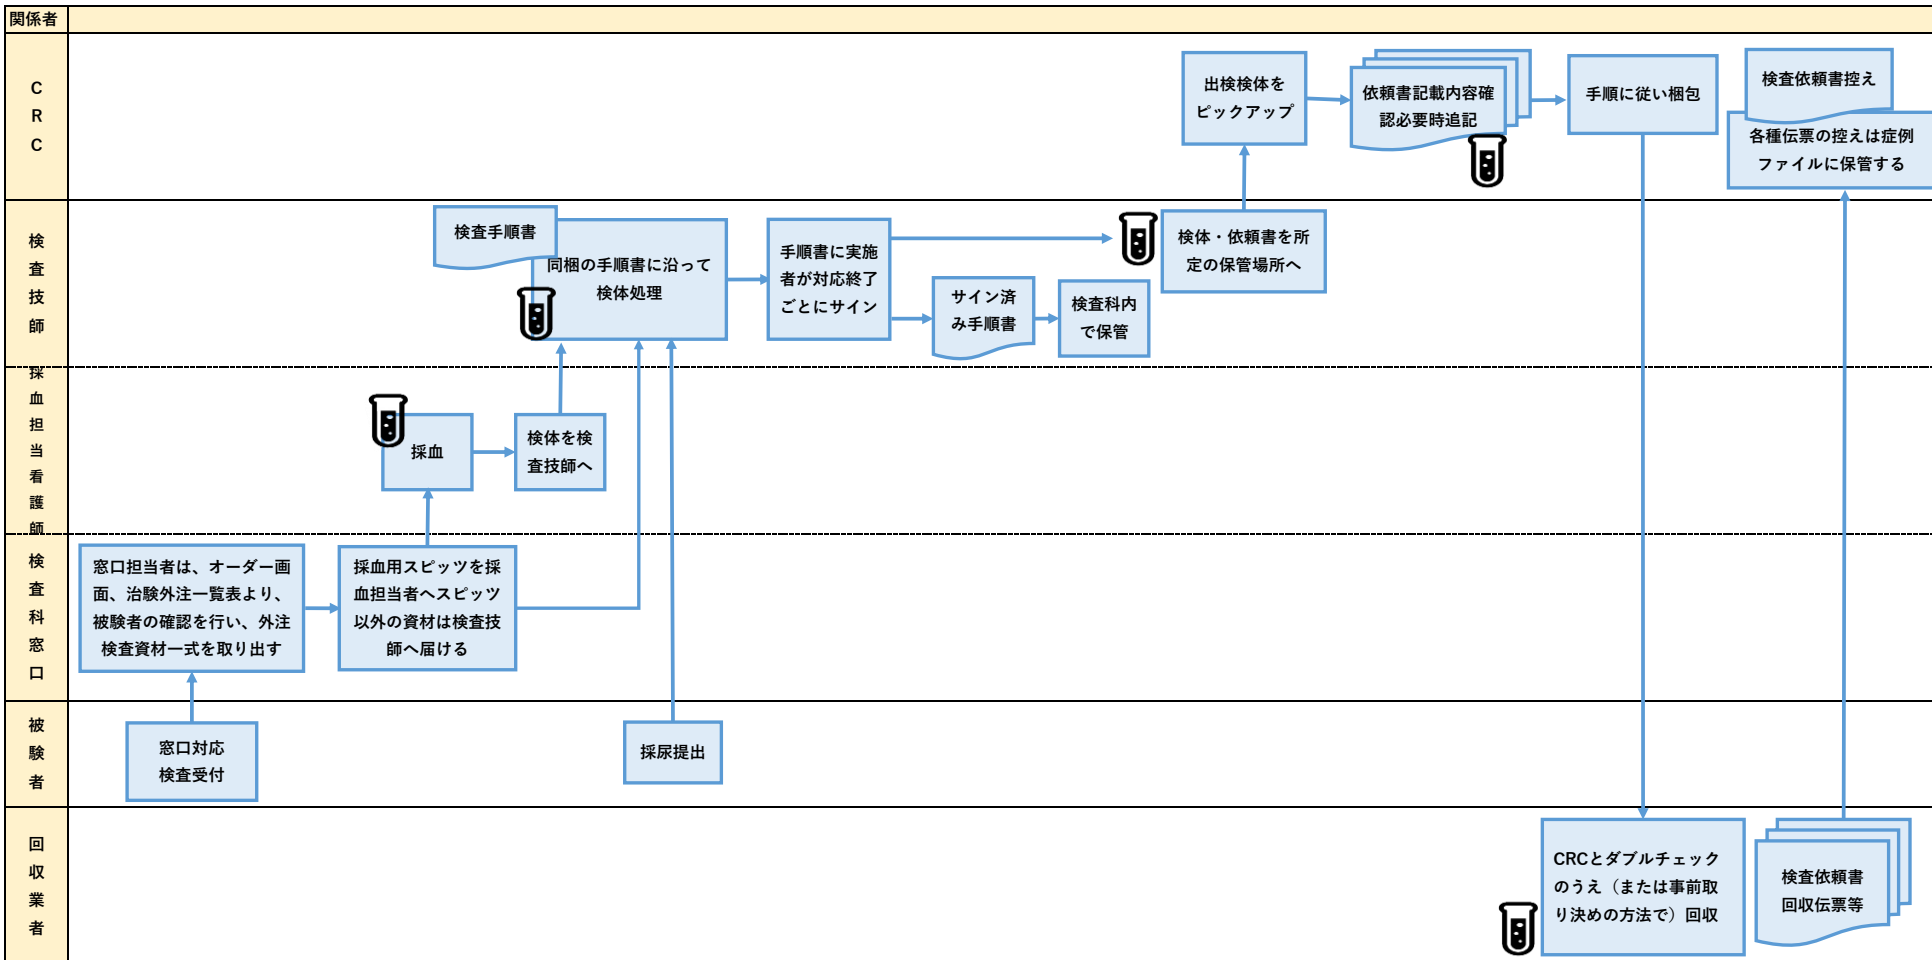 関係者
CRC
出検検体を
ピックアップ
依頼書記載内容確
認必要時追記
手順に従い梱包
検査依頼書控え
各種伝票の控えは症例
ファイルに保管する
検査技師
検査手順書
同梱の手順書に沿って
検体処理
手順書に実施
者が対応終了
ごとにサイン
サイン済
み手順書
検査科内
で保管
検体・依頼書を所
定の保管場所へ
採血担当看護師
採血
検体を検
査技師へ
検査科窓口
窓口担当者は、オーダー画
面、治験外注一覧表より、
被験者の確認を行い、外注
検査資材一式を取り出す
採血用スピッツを採
血担当者へスピッツ
以外の資材は検査技
師へ届ける
被験者
窓口対応
検査受付
採尿提出
回収業者
CRCとダブルチェック
のうえ（または事前取
り決めの方法で）回収
検査依頼書
回収伝票等